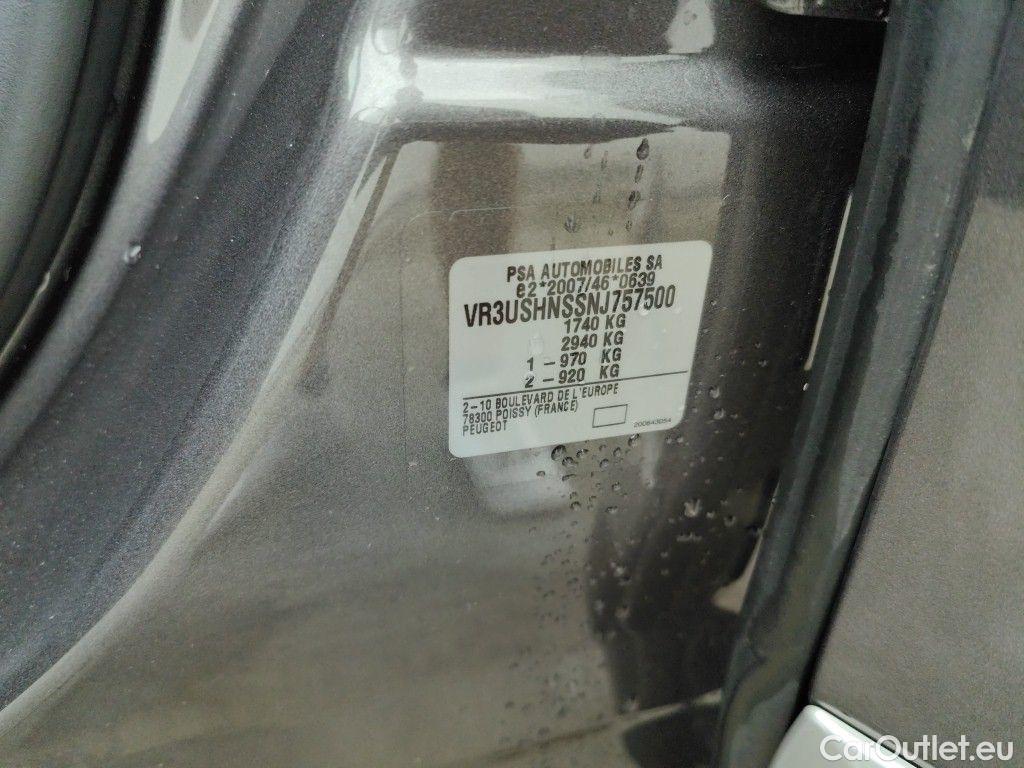 PSA AUTOMOBILES SA
e2*2007/46*0639
VR3USHNSSNJ757500
1740 KG
2940 KG
1 - 970 KG
2 - 920 KG
2-10 BOULEVARD DE L'EUROPE
78300 POISSY (FRANCE)
PEUGEOT
200643D54
CarOutlet.eu